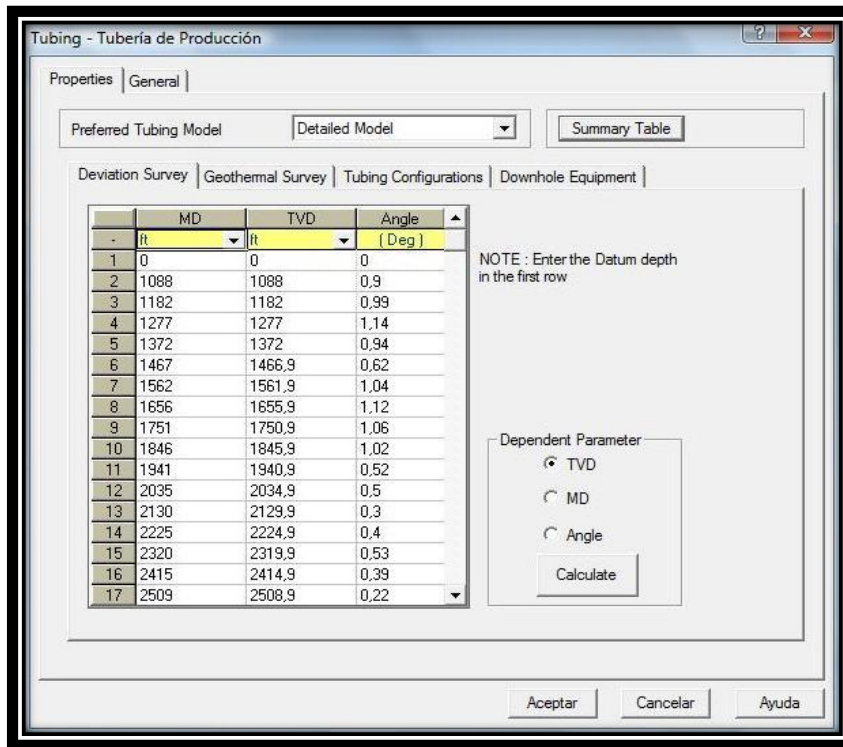 Tubing - Tubería de Producción
Properties General
Preferred Tubing Model Detailed Model Summary Table
Deviation Survey Geothermal Survey Tubing Configurations Downhole Equipment
MD TVD Angle
- ft ft (Deg)
1 0 0 0
2 1088 1088 0,9
3 1182 1182 0,99
4 1277 1277 1,14
5 1372 1372 0,94
6 1467 1466,9 0,62
7 1562 1561,9 1,04
8 1656 1655,9 1,12
9 1751 1750,9 1,06
10 1846 1845,9 1,02
11 1941 1940,9 0,52
12 2035 2034,9 0,5
13 2130 2129,9 0,3
14 2225 2224,9 0,4
15 2320 2319,9 0,53
16 2415 2414,9 0,39
17 2509 2508,9 0,22
NOTE : Enter the Datum depth
in the first row
Dependent Parameter
TVD
MD
Angle
Calculate
Aceptar Cancelar Ayuda